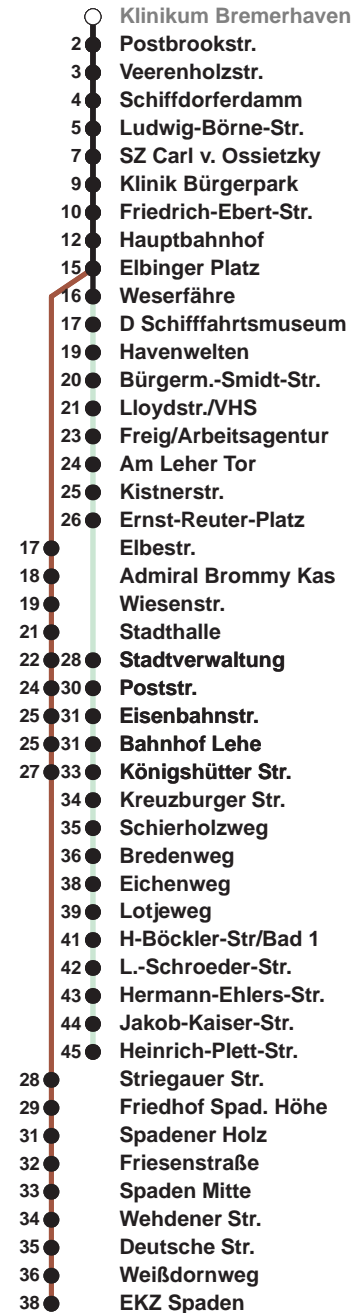 Klinikum Bremerhaven
2 Postbrookstr.
3 Veerenholzstr.
4 Schiffdorferdamm
5 Ludwig-Börne-Str.
7 SZ Carl v. Ossietzky
9 Klinik Bürgerpark
10 Friedrich-Ebert-Str.
12 Hauptbahnhof
15 Elbinger Platz
16 Weserfähre
17 D Schifffahrtsmuseum
19 Havenwelten
20 Bürgerm.-Smidt-Str.
21 Lloydstr./VHS
23 Freig/Arbeitsagentur
24 Am Leher Tor
25 Kistnerstr.
26 Ernst-Reuter-Platz
17 Elbestr.
18 Admiral Brommy Kas
19 Wiesenstr.
21 Stadthalle
22 28 Stadtverwaltung
24 30 Poststr.
25 31 Eisenbahnstr.
25 31 Bahnhof Lehe
27 33 Königshütter Str.
34 Kreuzburger Str.
35 Schierholzweg
36 Bredenweg
38 Eichenweg
39 Lotjeweg
41 H-Böckler-Str/Bad 1
42 L.-Schroeder-Str.
43 Hermann-Ehlers-Str.
44 Jakob-Kaiser-Str.
45 Heinrich-Plett-Str.
28 Striegauer Str.
29 Friedhof Spad. Höhe
31 Spadener Holz
32 Friesenstraße
33 Spaden Mitte
34 Wehdener Str.
35 Deutsche Str.
36 Weißdornweg
38 EKZ Spaden